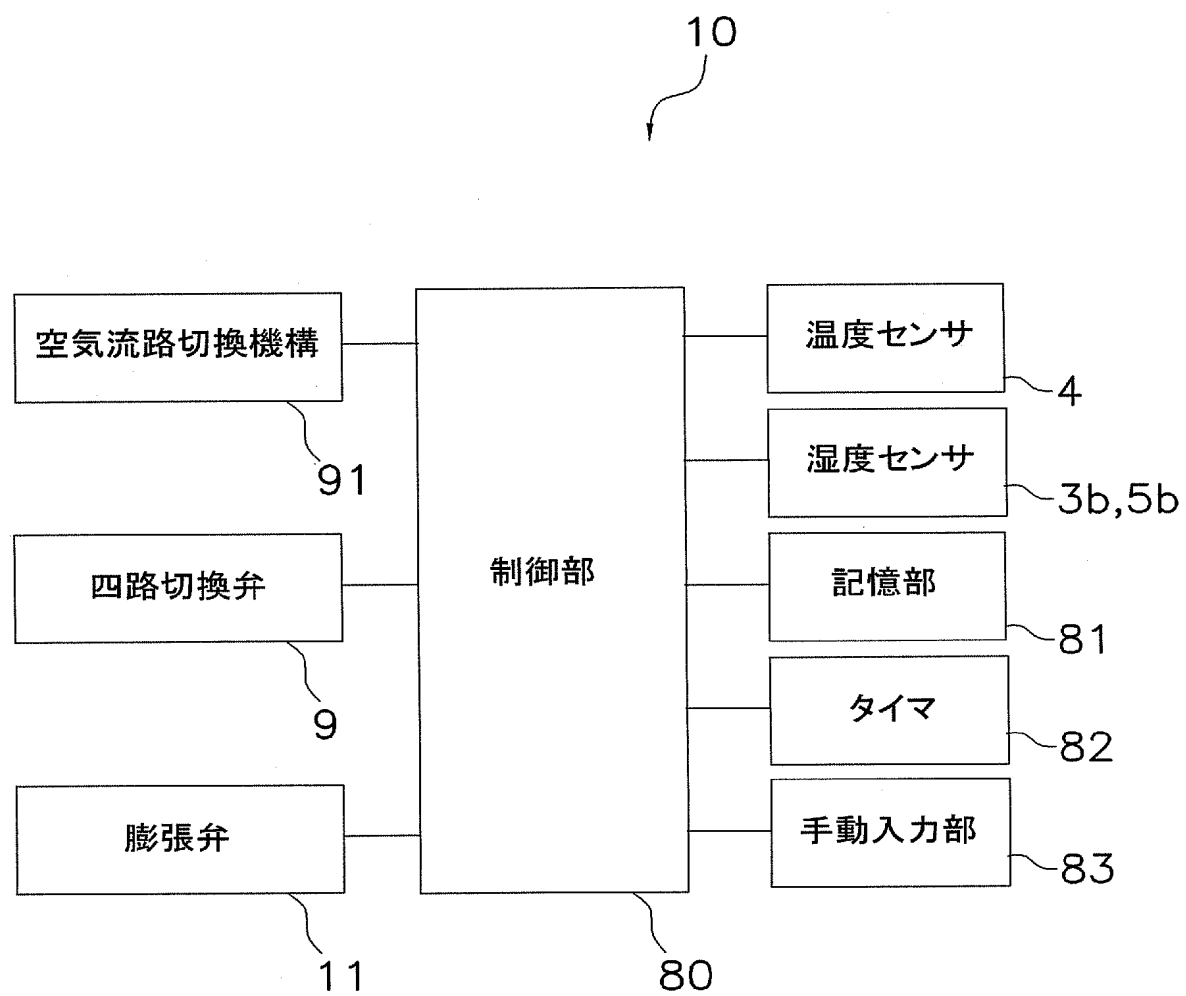 10
空気流路切換機構
91
四路切換弁
9
膨張弁
11
制御部
80
温度センサ
4
湿度センサ
3b,5b
記憶部
81
タイマ
82
手動入力部
83